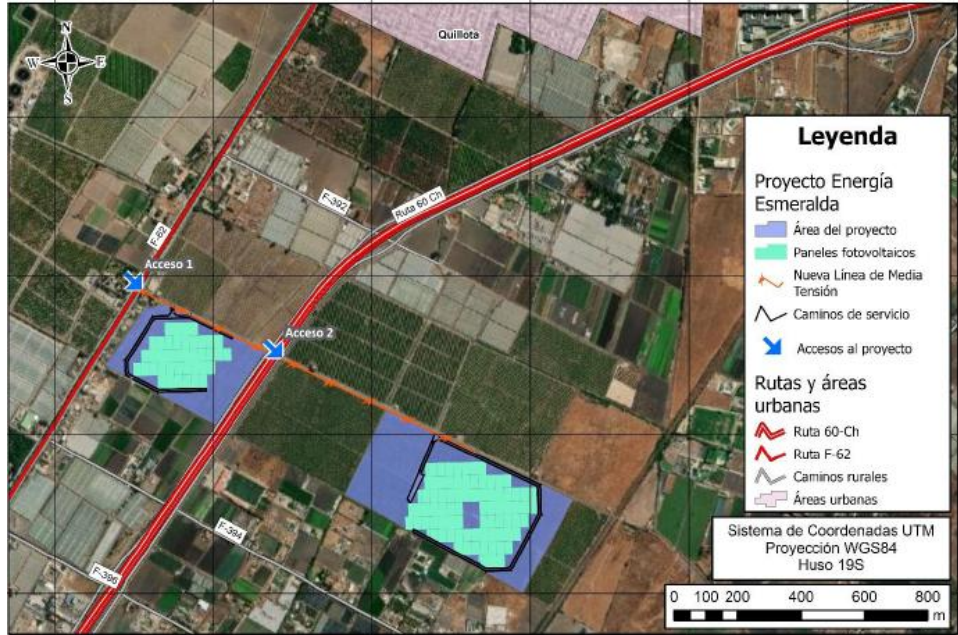 N
W
E
S
Quillota
F-392
Ruta 60 Ch
F-62
Acceso 1
Acceso 2
F-394
F-396
Leyenda
Proyecto Energía
Esmeralda
Área del proyecto
Paneles fotovoltaicos
Nueva Línea de Media
Tensión
Caminos de servicio
Accesos al proyecto
Rutas y áreas
urbanas
Ruta 60-Ch
Ruta F-62
Caminos rurales
Áreas urbanas
Sistema de Coordenadas UTM
Proyección WGS84
Huso 19S
0 100 200 400 600 800
m